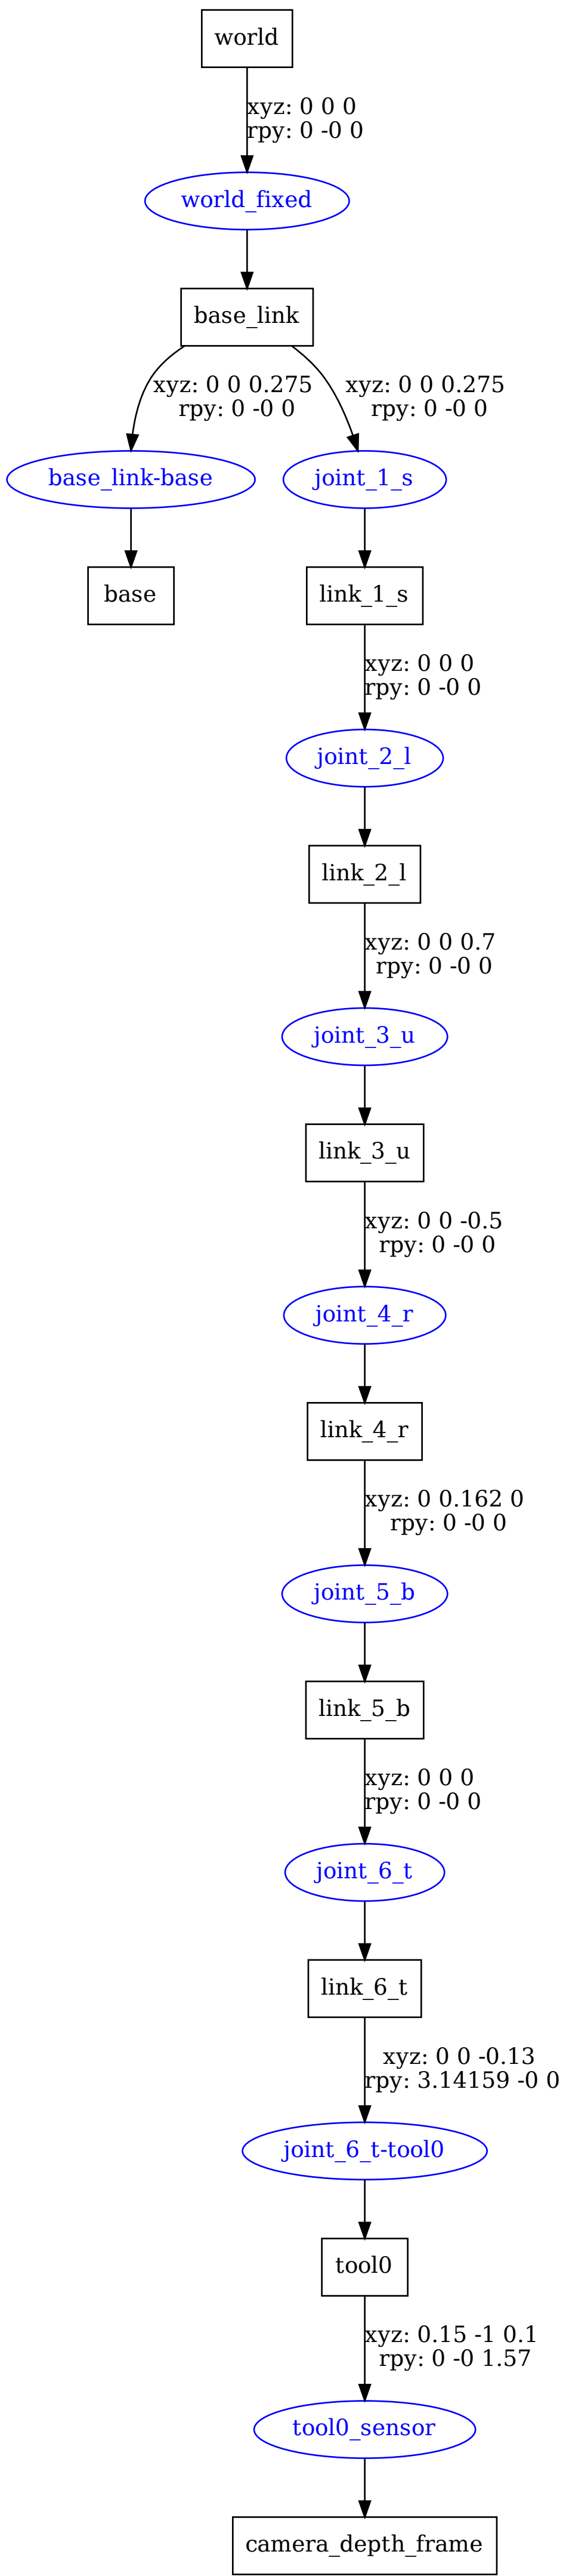 world
xyz: 0 0 0
rpy: 0 -0 0
world_fixed
base_link
xyz: 0 0 0.275
rpy: 0 -0 0
xyz: 0 0 0.275
rpy: 0 -0 0
base_link-base
joint_1_s
base
link_1_s
xyz: 0 0 0
rpy: 0 -0 0
joint_2_l
link_2_l
xyz: 0 0 0.7
rpy: 0 -0 0
joint_3_u
link_3_u
xyz: 0 0 -0.5
rpy: 0 -0 0
joint_4_r
link_4_r
xyz: 0 0.162 0
rpy: 0 -0 0
joint_5_b
link_5_b
xyz: 0 0 0
rpy: 0 -0 0
joint_6_t
link_6_t
xyz: 0 0 -0.13
rpy: 3.14159 -0 0
joint_6_t-tool0
tool0
xyz: 0.15 -1 0.1
rpy: 0 -0 1.57
tool0_sensor
camera_depth_frame